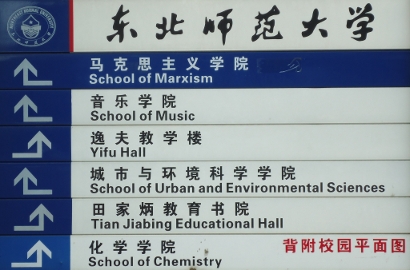 东北师范大学
马克思主义学院
School of Marxism
音乐学院
School of Music
逸夫教学楼
Yifu Hall
城市与环境科学学院
School of Urban and Environmental Sciences
田家炳教育书院
Tian Jiabing Educational Hall
化学学院
School of Chemistry
背附校园平面图